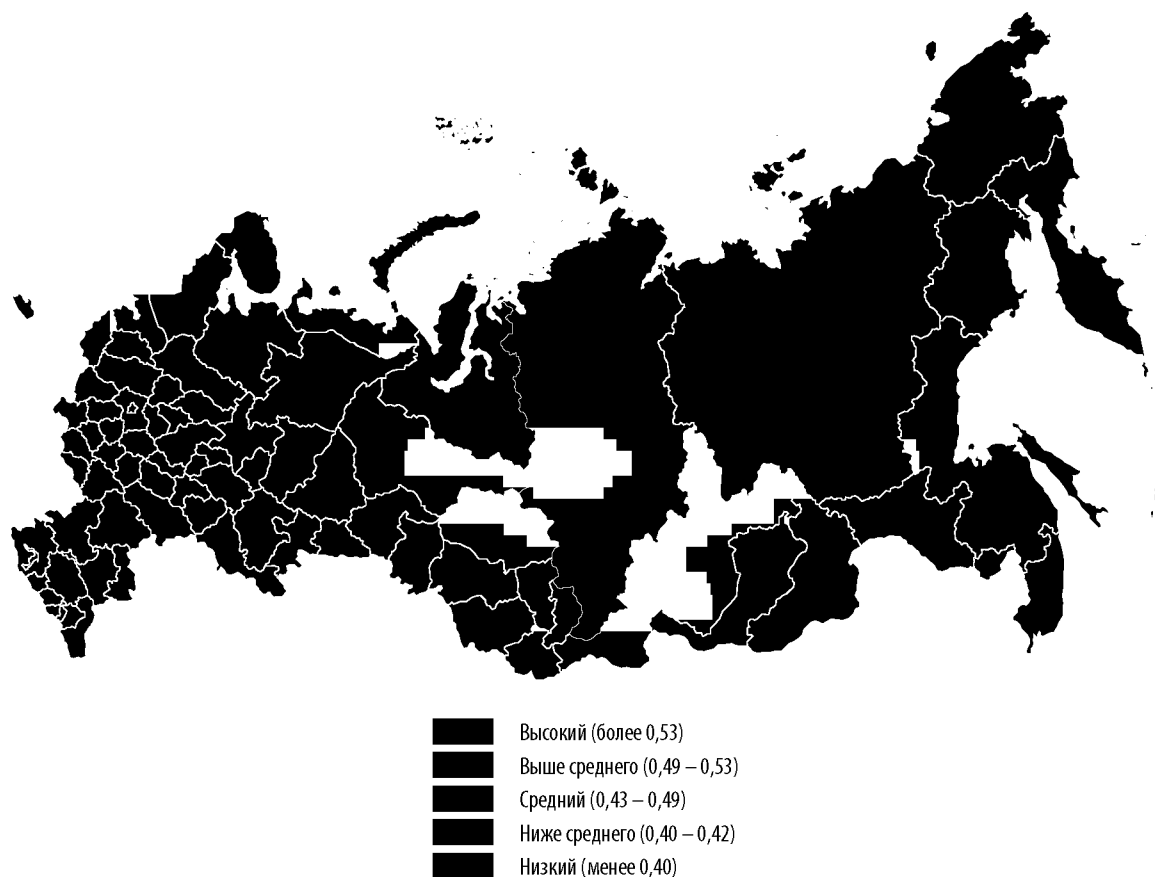 Высокий (более 0,53)
Выше среднего (0,49 – 0,53)
Средний (0,43 – 0,49)
Ниже среднего (0,40 – 0,42)
Низкий (менее 0,40)